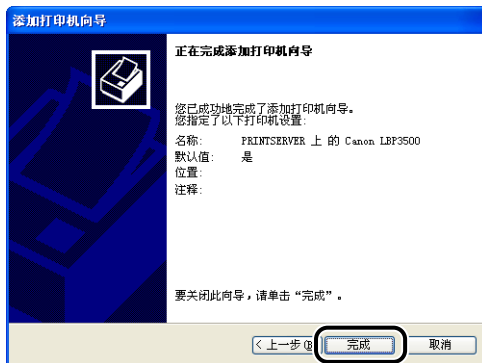 添加打印机向导
正在完成添加打印机向导
您已成功地完成了添加打印机向导。
您指定了以下打印机设置:
名称: PRINTSERVER 上 的 Canon LBP3500
默认值: 是
位置:
注释:
要关闭此向导，请单击“完成”。
<上一步(B) 完成 取消